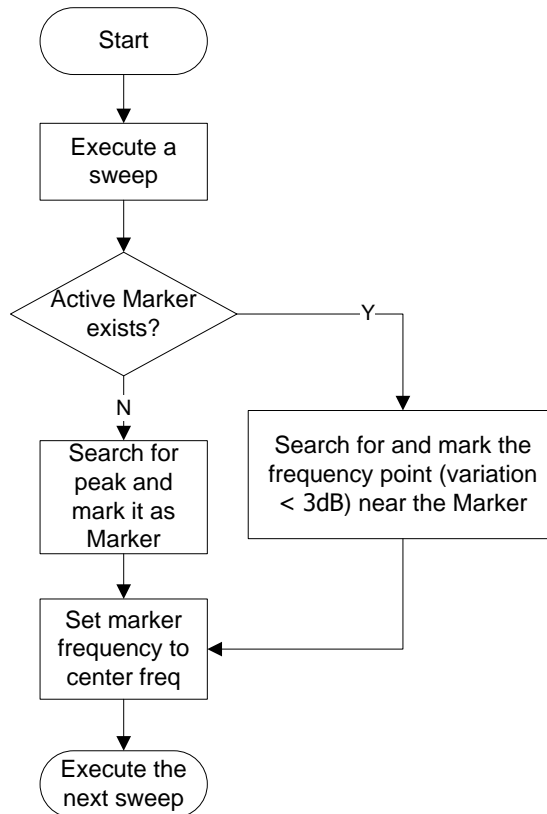 Start
Execute a
sweep
Active Marker
exists?
Y
N
Search for
peak and
mark it as
Marker
Search for and mark the
frequency point (variation
< 3dB) near the Marker
Set marker
frequency to
center freq
Execute the
next sweep